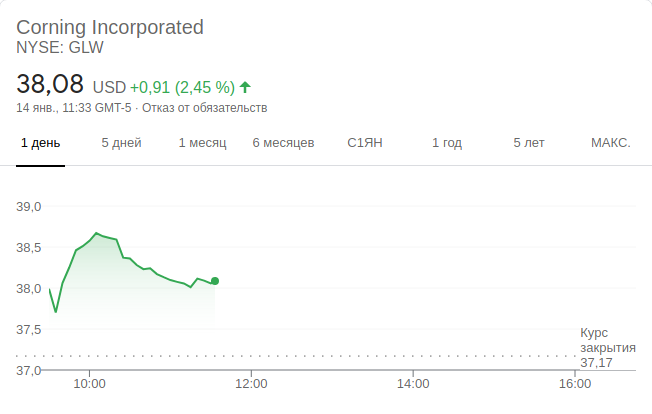 Corning Incorporated
NYSE: GLW
38,08 USD +0,91 (2,45 %)
14 янв., 11:33 GMT-5 · Отказ от обязательств
1 день 5 дней 1 месяц 6 месяцев С1ЯН 1 год 5 лет МАКС.
39,0
38,5
38,0
37,5
Курс
закрытия
37,17
37,0
10:00 12:00 14:00 16:00